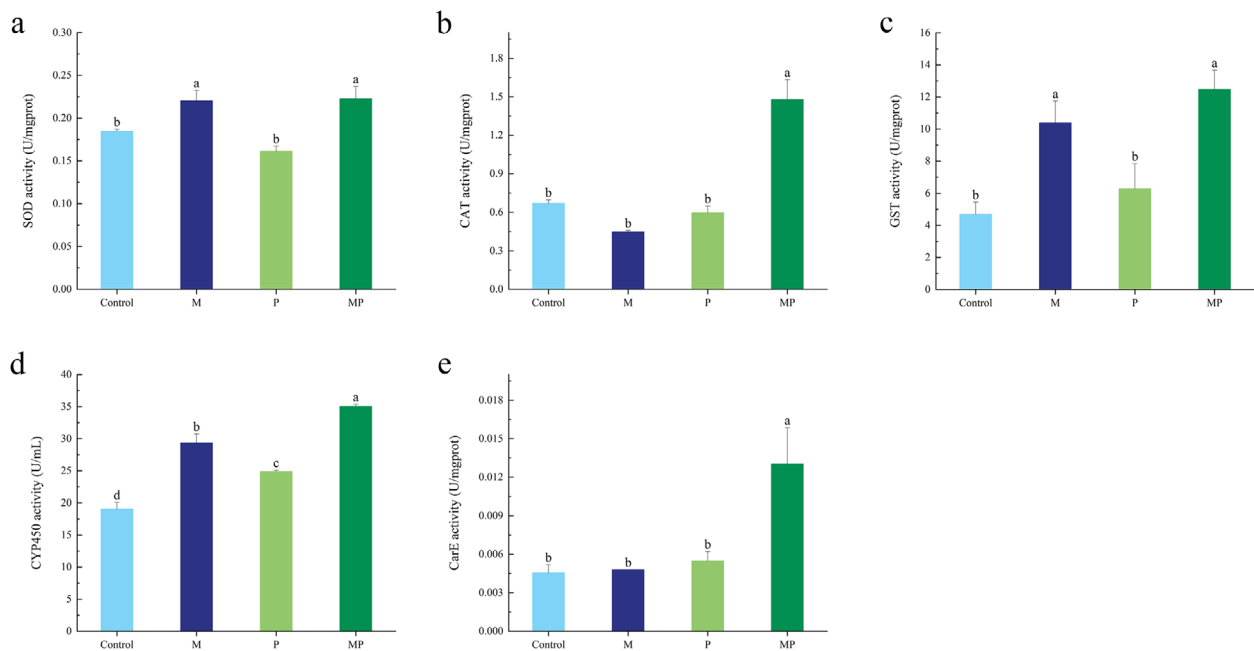 a
SOD activity (U/mgprot)
0.30
0.25
0.20
0.15
0.10
0.05
0.00
b
a
b
a
Control M P MP
b
CAT activity (U/mgprot)
1.8
1.5
1.2
0.9
0.6
0.3
0.0
b
b
b
a
Control M P MP
c
GST activity (U/mgprot)
16
14
12
10
8
6
4
2
0
b
a
b
a
Control M P MP
d
CYP450 activity (U/mL)
40
35
30
25
20
15
10
5
0
d
b
c
a
Control M P MP
e
CarE activity (U/mgprot)
0.018
0.015
0.012
0.009
0.006
0.003
0.000
b
b
b
a
Control M P MP